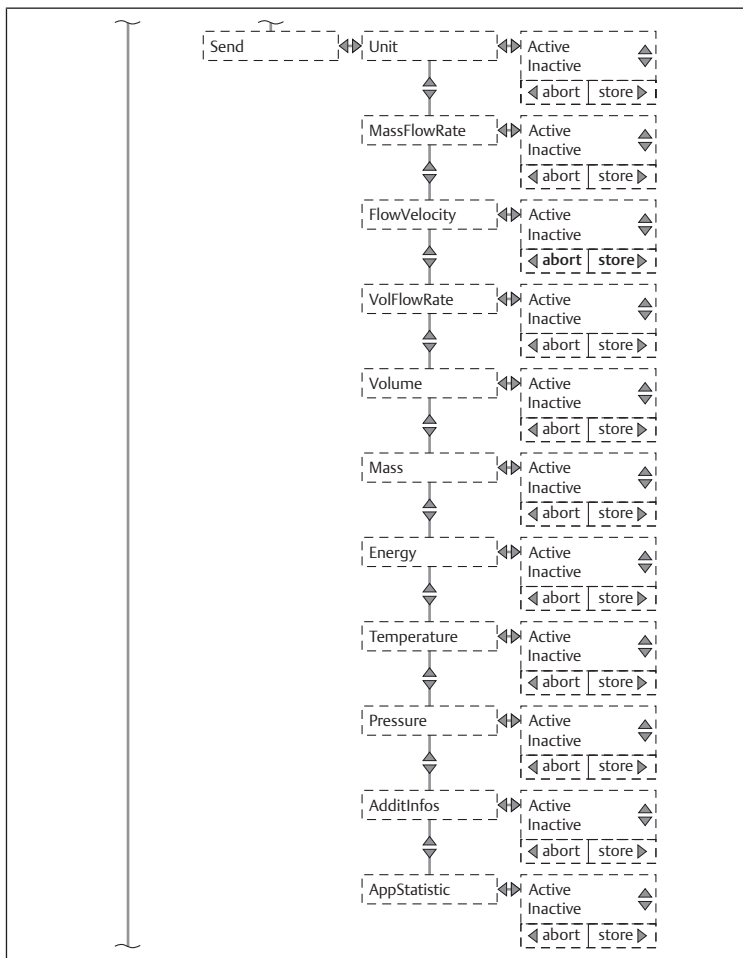 Send Unit Active
Inactive
abort store
MassFlowRate Active
Inactive
abort store
FlowVelocity Active
Inactive
abort store
VolFlowRate Active
Inactive
abort store
Volume Active
Inactive
abort store
Mass Active
Inactive
abort store
Energy Active
Inactive
abort store
Temperature Active
Inactive
abort store
Pressure Active
Inactive
abort store
AdditInfos Active
Inactive
abort store
AppStatistic Active
Inactive
abort store